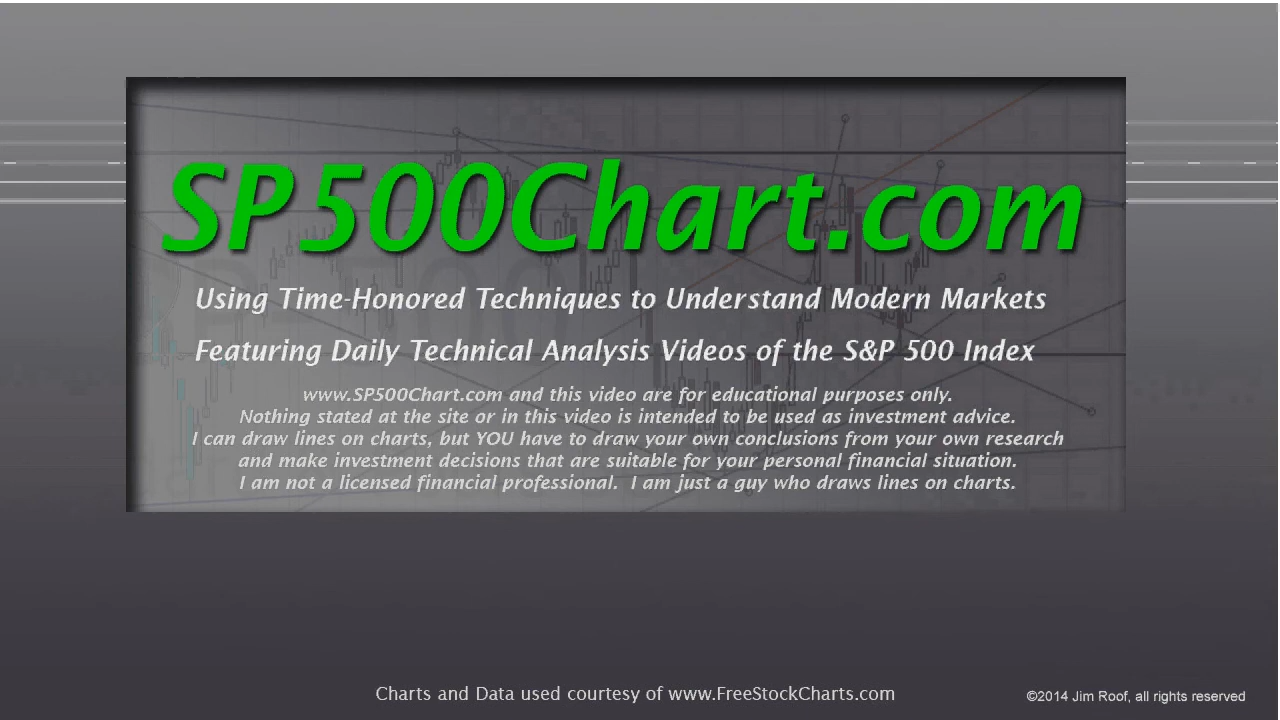 SP500Chart.com
Using Time-Honored Techniques to Understand Modern Markets
Featuring Daily Technical Analysis Videos of the S&P 500 Index
www.SP500Chart.com and this video are for educational purposes only.
Nothing stated at the site or in this video is intended to be used as investment advice.
I can draw lines on charts, but YOU have to draw your own conclusions from your own research
and make investment decisions that are suitable for your personal financial situation.
I am not a licensed financial professional.  I am just a guy who draws lines on charts.
Charts and Data used courtesy of www.FreeStockCharts.com
©2014 Jim Roof, all rights reserved